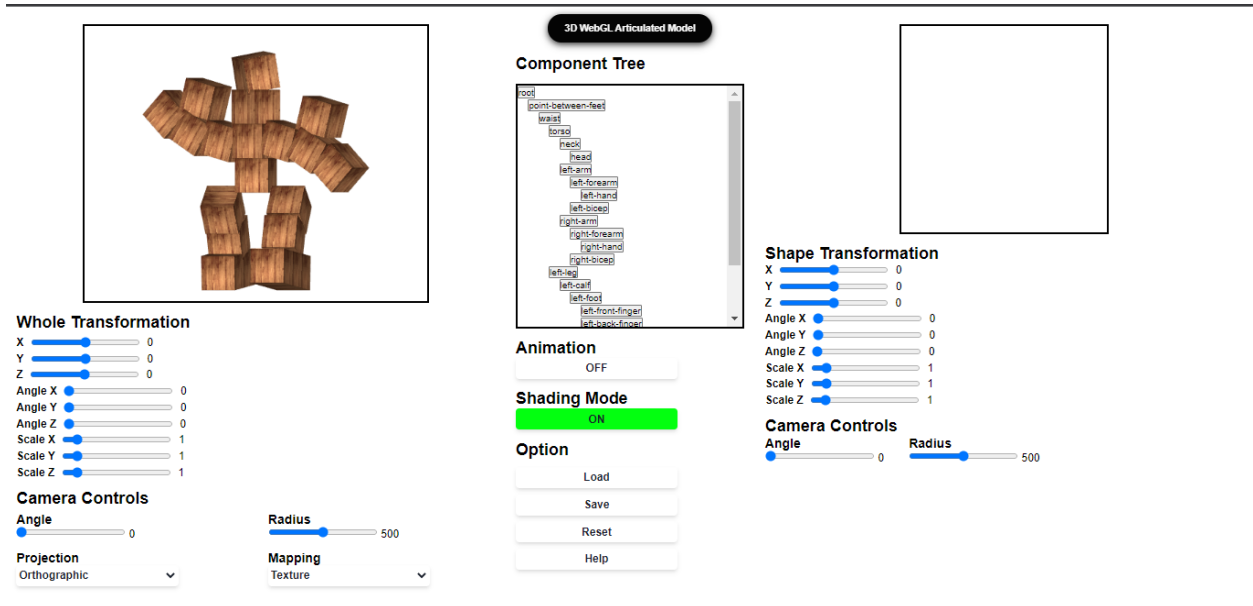 3D WebGL Articulated Model
Component Tree
root
point-between-feet
waist
torso
neck
head
left-arm
left-forearm
left-hand
left-bicep
right-arm
right-forearm
right-hand
right-bicep
left-leg
left-calf
left-foot
left-front-finger
left-back-finger
Whole Transformation
X 0
Y 0
Z 0
Angle X 0
Angle Y 0
Angle Z 0
Scale X 1
Scale Y 1
Scale Z 1
Camera Controls
Angle Radius
0 500
Projection Mapping
Orthographic Texture
Animation
OFF
Shading Mode
ON
Option
Load
Save
Reset
Help
Shape Transformation
X 0
Y 0
Z 0
Angle X 0
Angle Y 0
Angle Z 0
Scale X 1
Scale Y 1
Scale Z 1
Camera Controls
Angle Radius
0 500